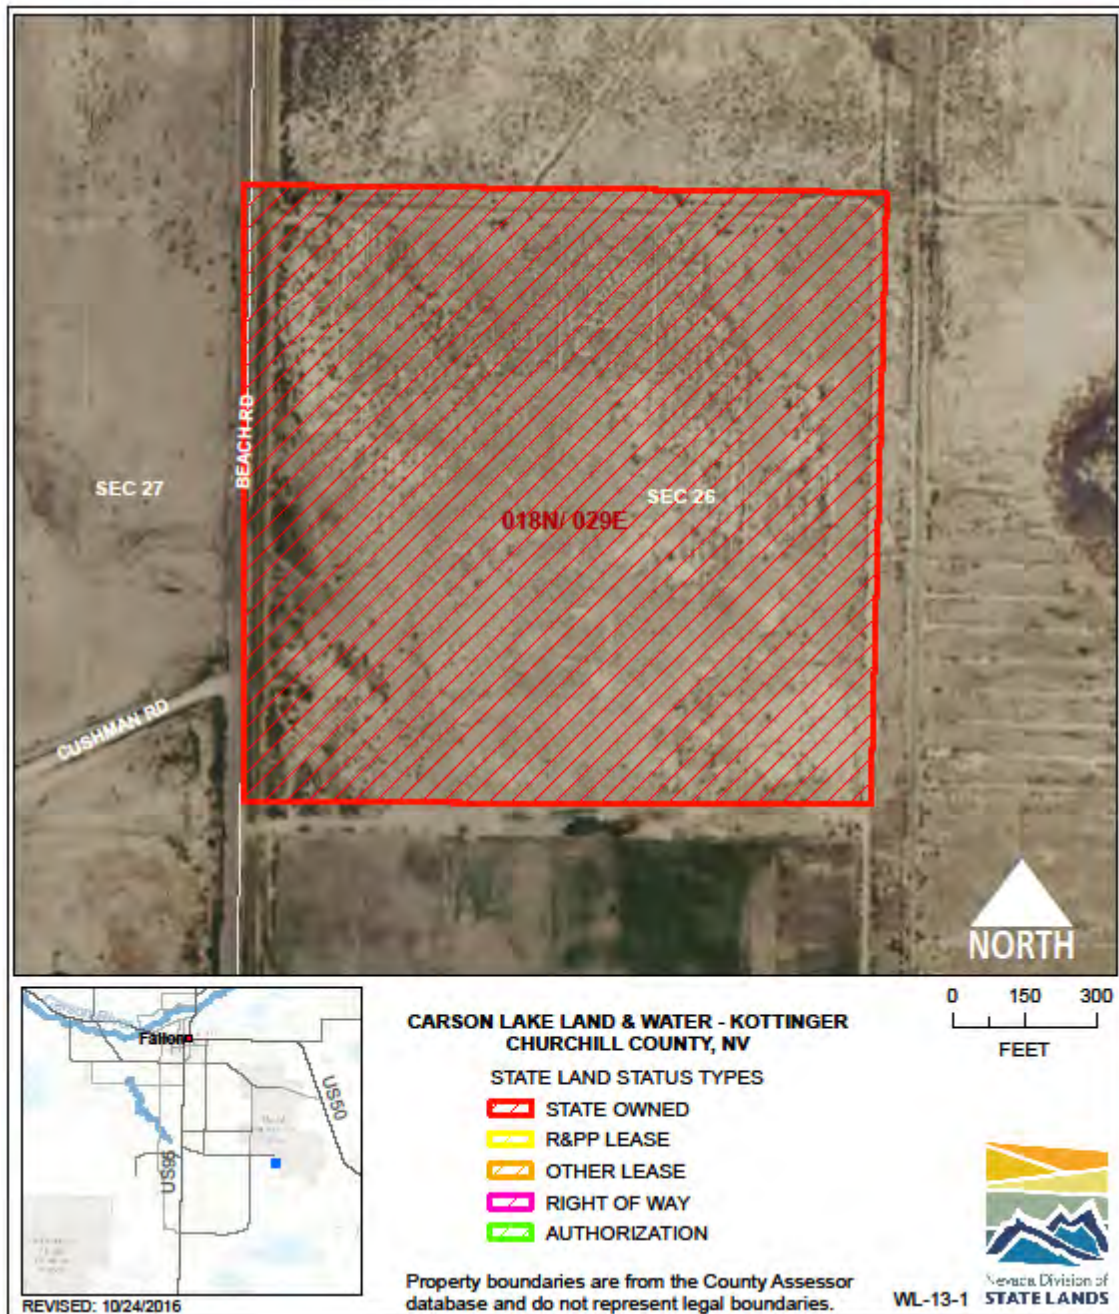 BEACH RD
SEC 27
SEC 26
018N/ 029E
CUSHMAN RD
NORTH
Carson River
Fallon
US50
US95
REVISED: 10/24/2016
CARSON LAKE LAND & WATER - KOTTINGER
CHURCHILL COUNTY, NV
STATE LAND STATUS TYPES
STATE OWNED
R&PP LEASE
OTHER LEASE
RIGHT OF WAY
AUTHORIZATION
Property boundaries are from the County Assessor
database and do not represent legal boundaries.
0 150 300
FEET
WL-13-1
Nevada Division of
STATE LANDS